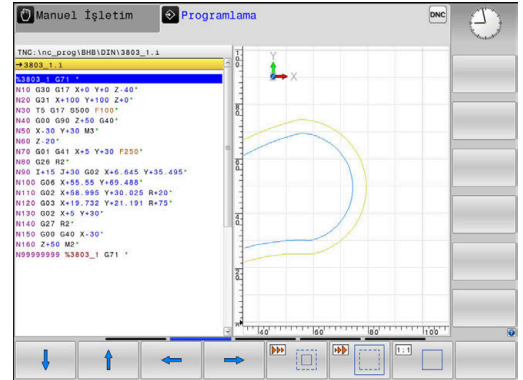 Manuel İşletim
Programlama
DNC
TNC:\nc_prog\BHB\DIN\3803_1.i
→3803_1.i
%3803_1 G71 *
N10 G30 G17 X+0 Y+0 Z-40*
N20 G31 X+100 Y+100 Z+0*
N30 T5 G17 S500 F100*
N40 G00 G90 Z+50 G40*
N50 X-30 Y+30 M3*
N60 Z-20*
N70 G01 G41 X+5 Y+30 F250*
N80 G26 R2*
N90 I+15 J+30 G02 X+6.645 Y+35.495*
N100 G06 X+55.55 Y+69.488*
N110 G02 X+58.995 Y+30.025 R+20*
N120 G03 X+19.732 Y+21.191 R+75*
N130 G02 X+5 Y+30*
N140 G27 R2*
N150 G00 G40 X-30*
N160 Z+50 M2*
N99999999 %3803_1 G71 *
Y
X
40
60
80
100
1:1